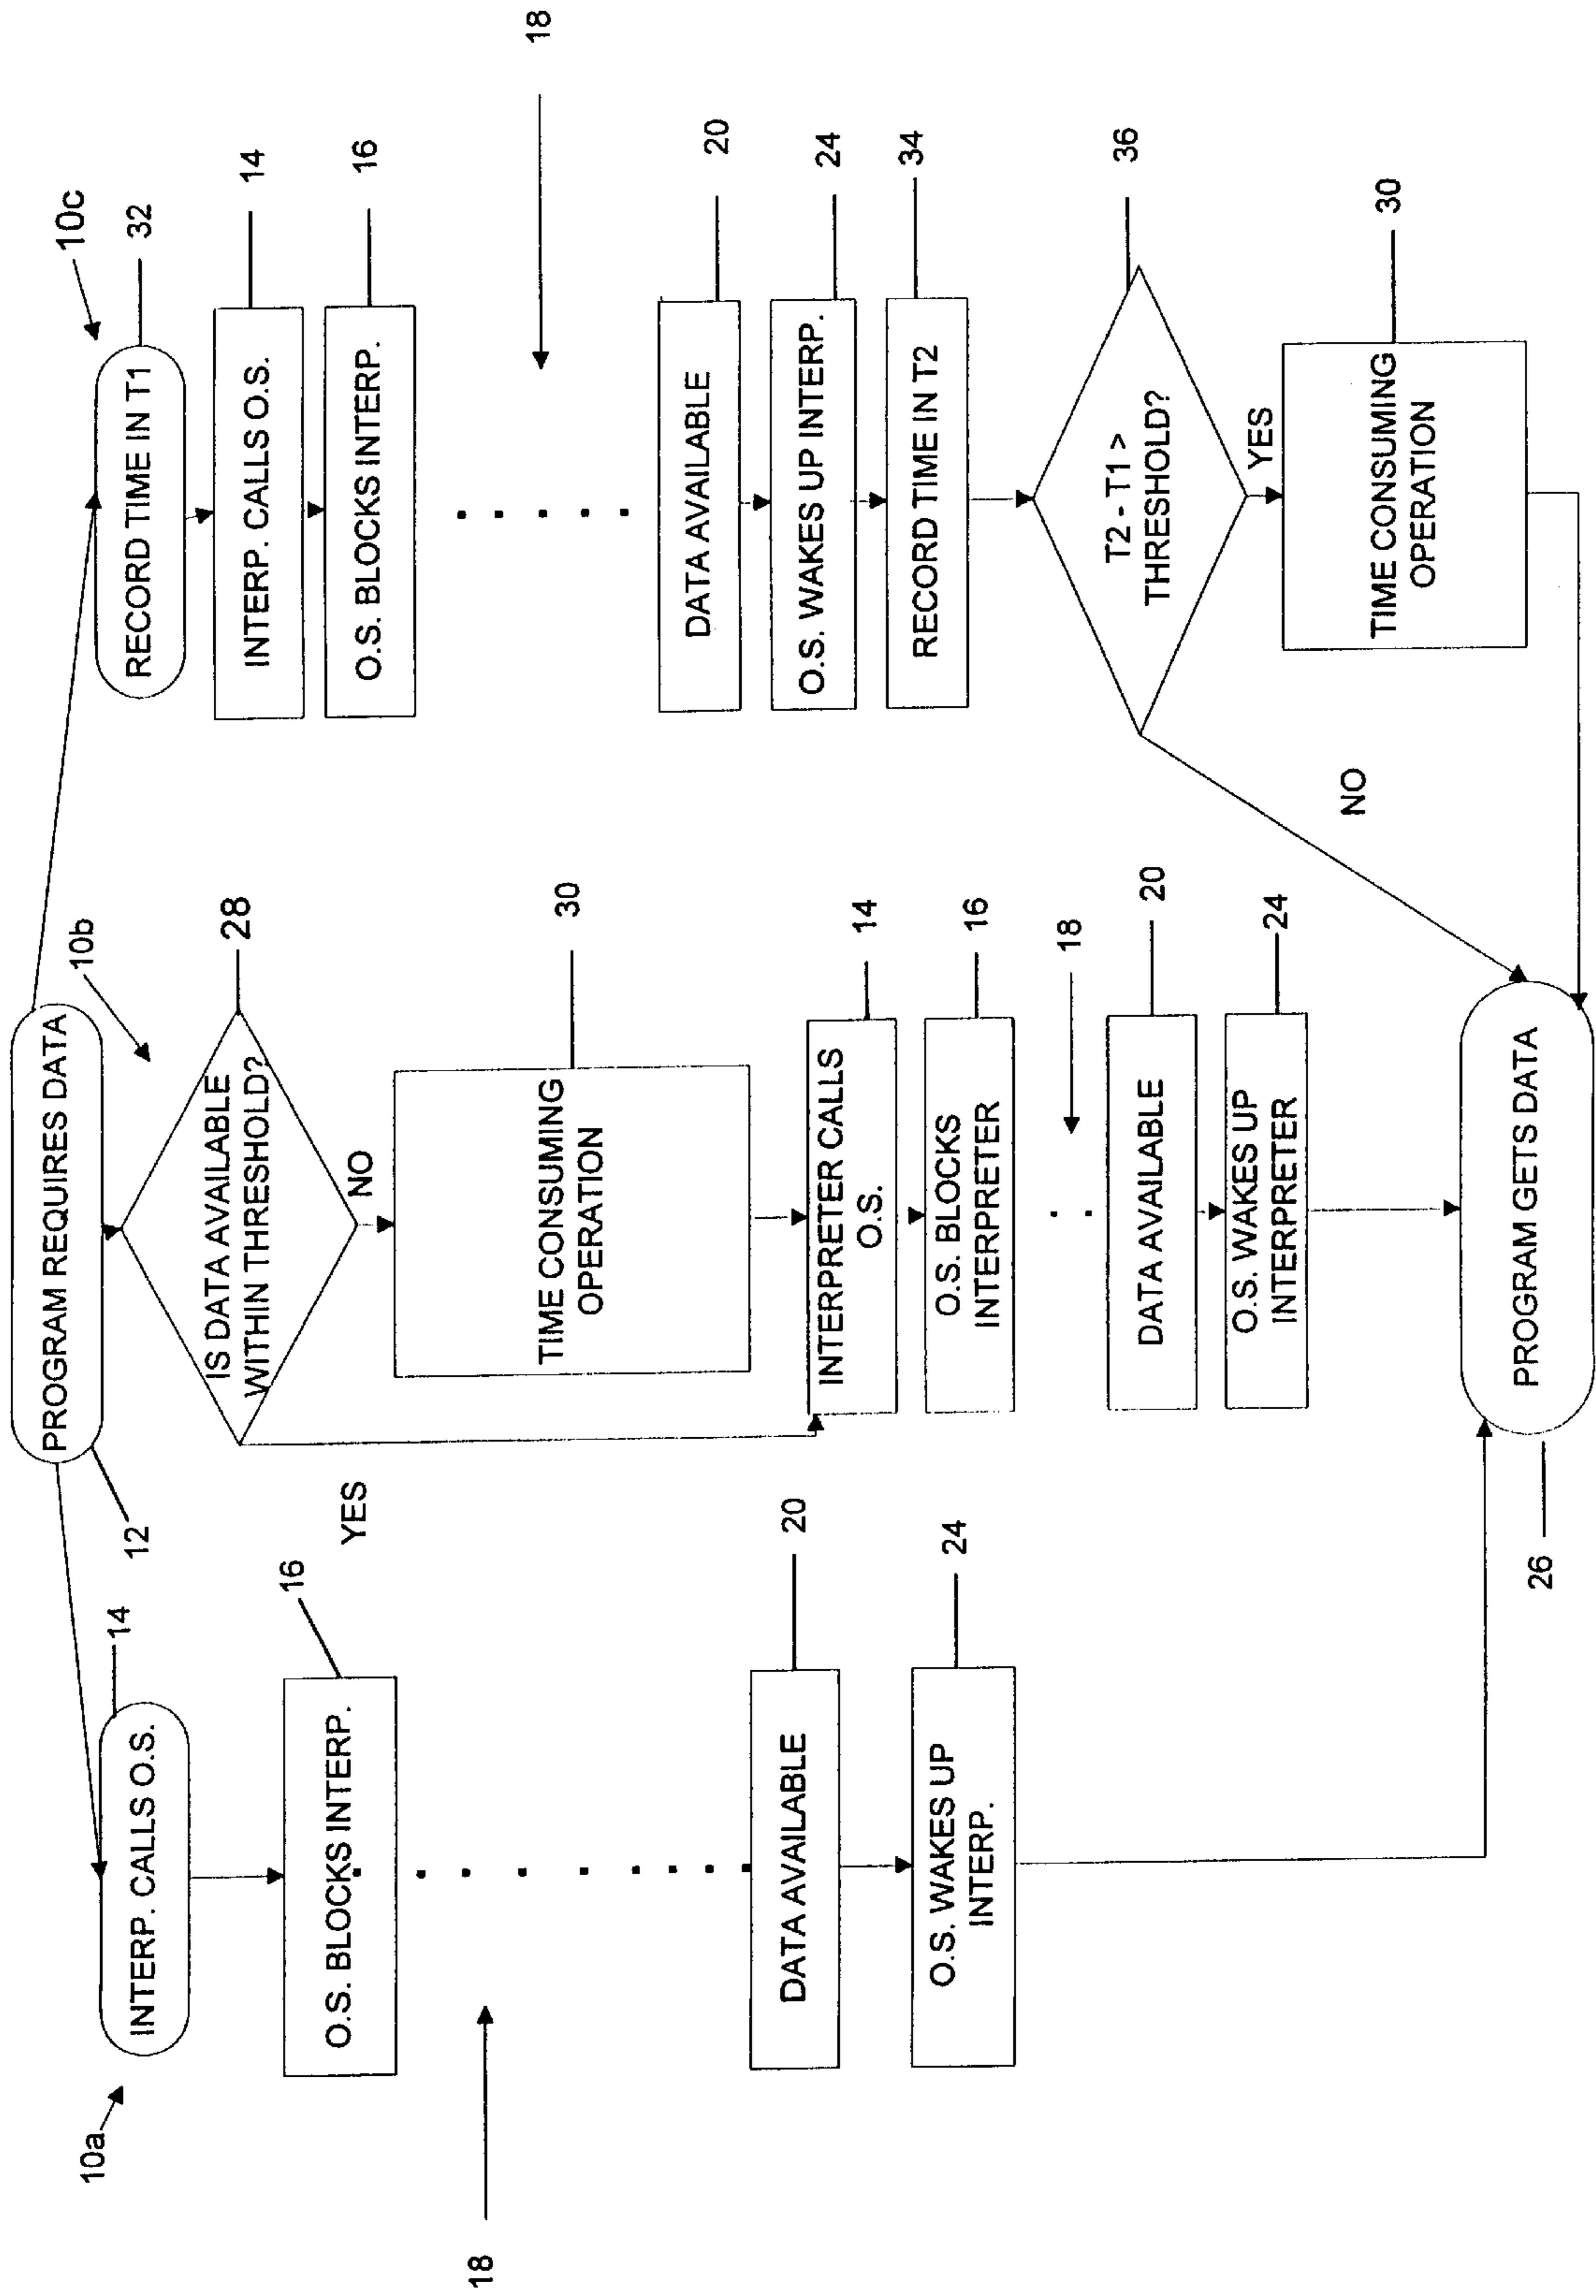 PROGRAM REQUIRES DATA
12
10a
INTERP. CALLS O.S.
14
O.S. BLOCKS INTERP.
16
18
DATA AVAILABLE
20
O.S. WAKES UP
INTERP.
24
10b
IS DATA AVAILABLE
WITHIN THRESHOLD?
28
YES
NO
TIME CONSUMING
OPERATION
30
INTERPRETER CALLS
O.S.
14
O.S. BLOCKS
INTERPRETER
16
18
DATA AVAILABLE
20
O.S. WAKES UP
INTERPRETER
24
10c
RECORD TIME IN T1
32
INTERP. CALLS O.S.
14
O.S. BLOCKS INTERP.
16
18
DATA AVAILABLE
20
O.S. WAKES UP INTERP.
24
RECORD TIME IN T2
34
T2 - T1 >
THRESHOLD?
36
NO
YES
TIME CONSUMING
OPERATION
30
PROGRAM GETS DATA
26